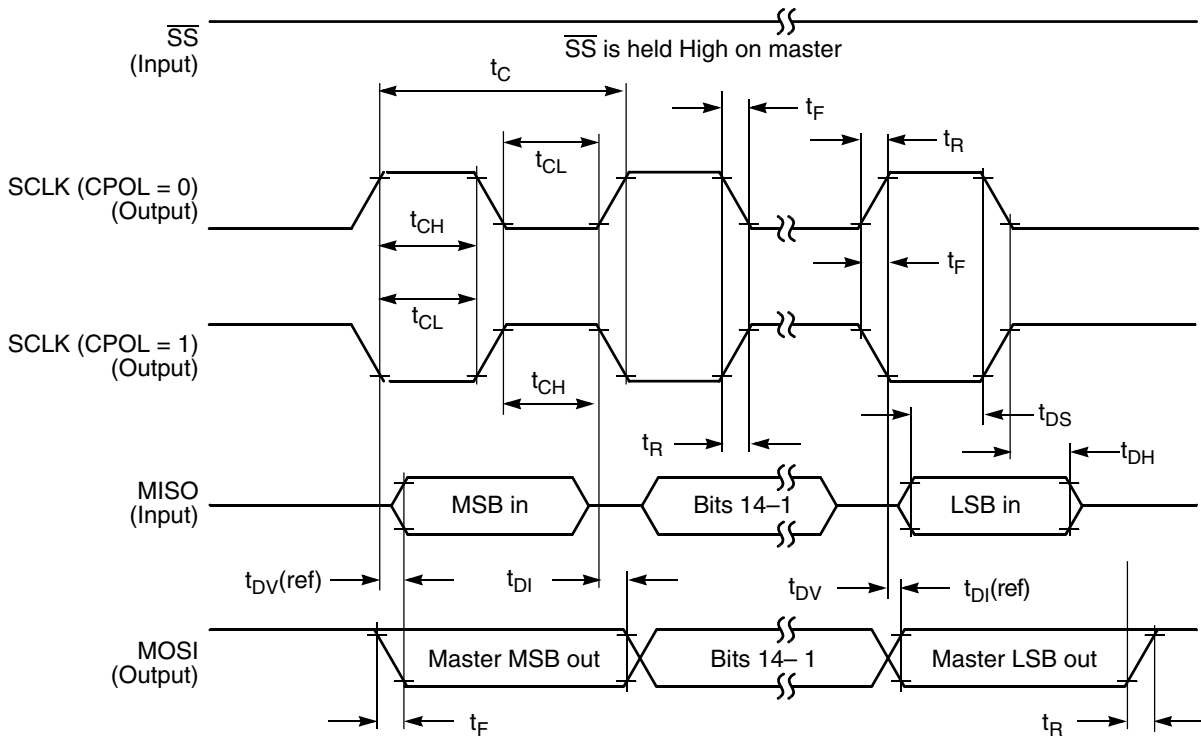 SS
(Input)
SS is held High on master
tC
tF
tCL
tR
SCLK (CPOL = 0)
(Output)
tCH
tF
tCL
SCLK (CPOL = 1)
(Output)
tCH
tDS
tR
tDH
MISO
(Input)
MSB in
Bits 14–1
LSB in
tDV(ref)
tDI
tDV
tDI(ref)
MOSI
(Output)
Master MSB out
Bits 14– 1
Master LSB out
tF
tR